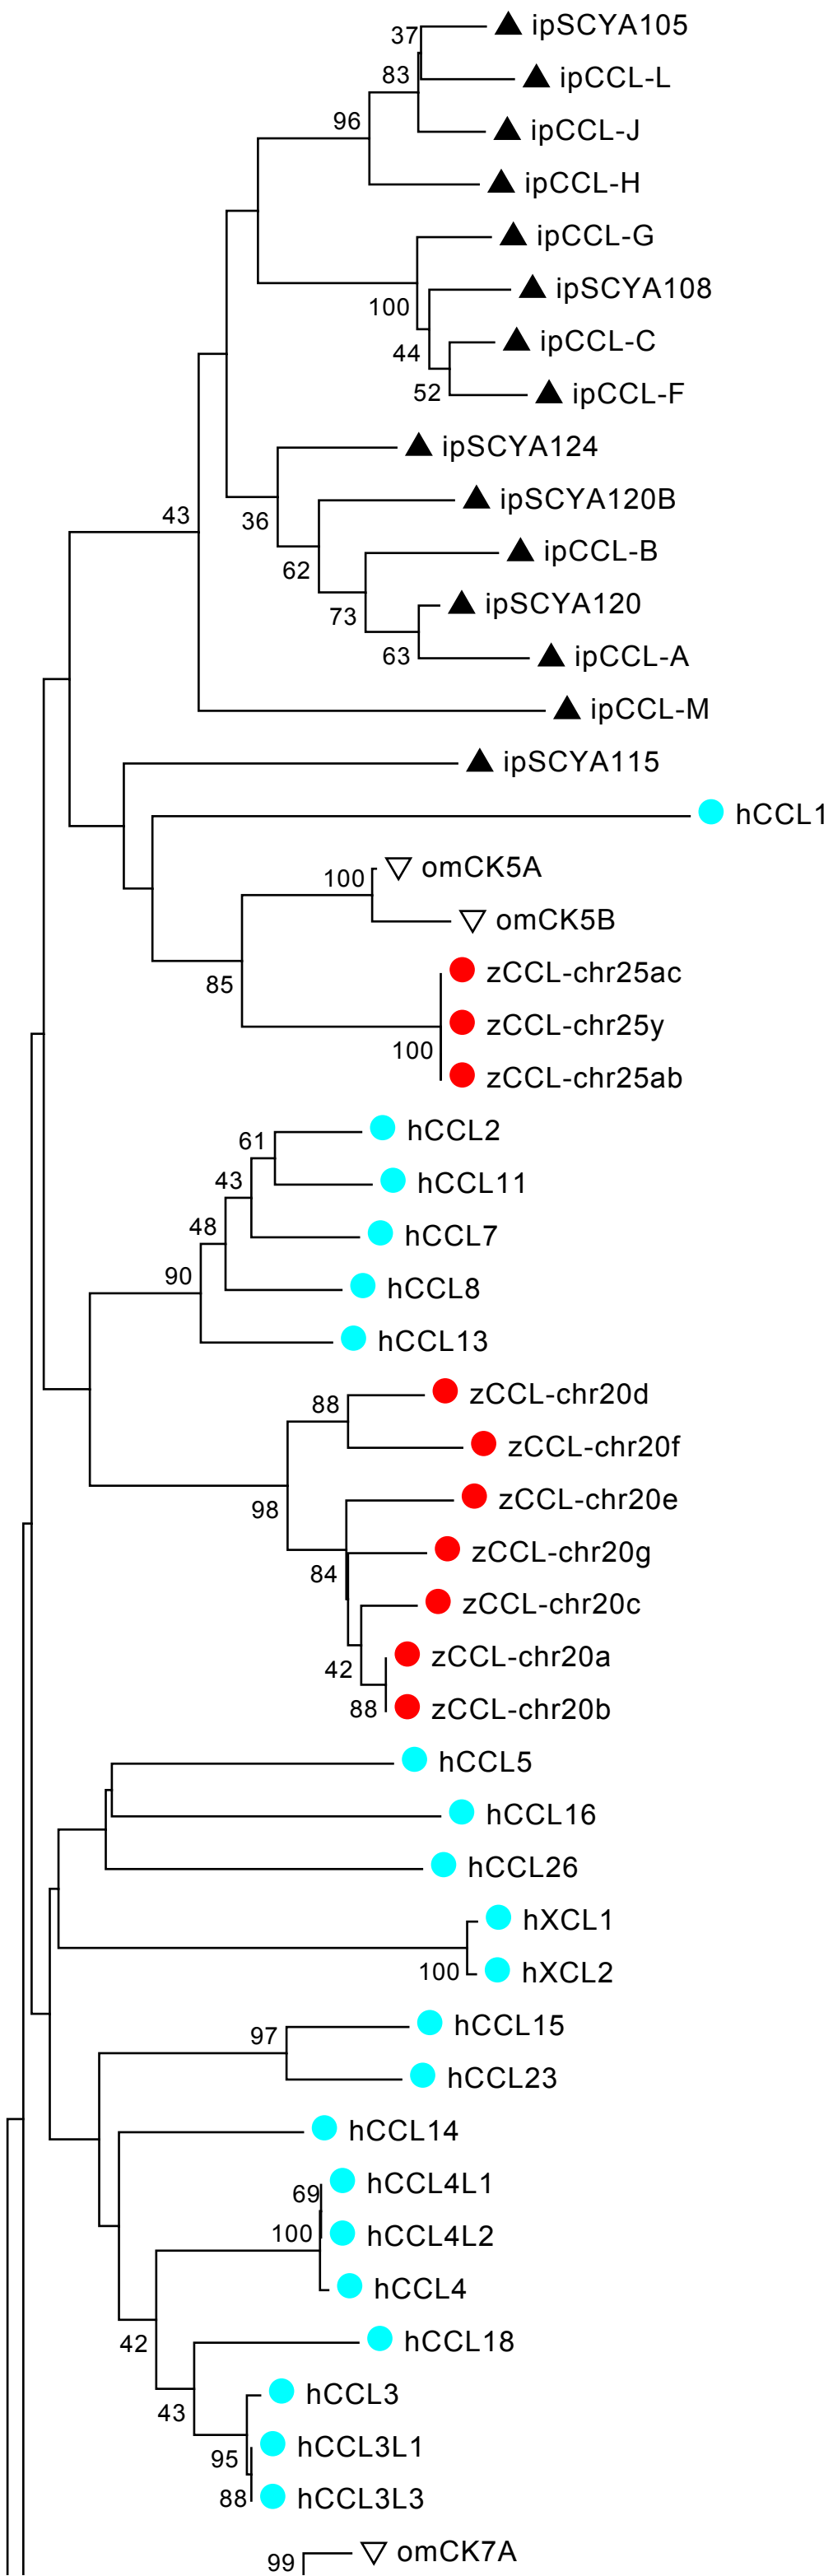 ipSCYA105
37
ipCCL-L
83
ipCCL-J
96
ipCCL-H
ipCCL-G
ipSCYA108
100
ipCCL-C
44
ipCCL-F
52
ipSCYA124
ipSCYA120B
43
36
ipCCL-B
62
ipSCYA120
73
ipCCL-A
63
ipCCL-M
ipSCYA115
hCCL1
omCK5A
100
omCK5B
zCCL-chr25ac
85
zCCL-chr25y
100
zCCL-chr25ab
hCCL2
61
hCCL11
43
hCCL7
48
hCCL8
90
hCCL13
zCCL-chr20d
88
zCCL-chr20f
zCCL-chr20e
98
zCCL-chr20g
84
zCCL-chr20c
zCCL-chr20a
42
zCCL-chr20b
88
hCCL5
hCCL16
hCCL26
hXCL1
hXCL2
100
hCCL15
97
hCCL23
hCCL14
hCCL4L1
69
hCCL4L2
100
hCCL4
hCCL18
42
hCCL3
43
hCCL3L1
95
hCCL3L3
88
omCK7A
99